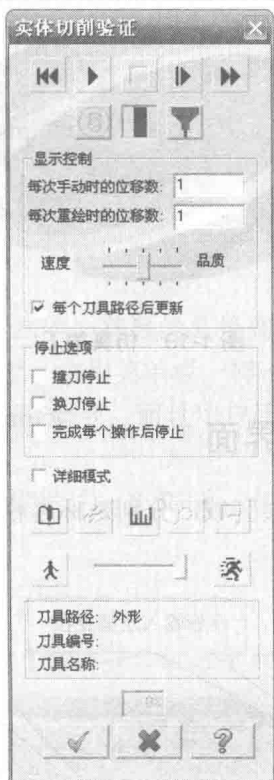 实体切削验证
显示控制
每次手动时的位移数: 1
每次重绘时的位移数: 1
速度 品质
每个刀具路径后更新
停止选项
撞刀停止
换刀停止
完成每个操作后停止
详细模式
刀具路径: 外形
刀具编号:
刀具名称: